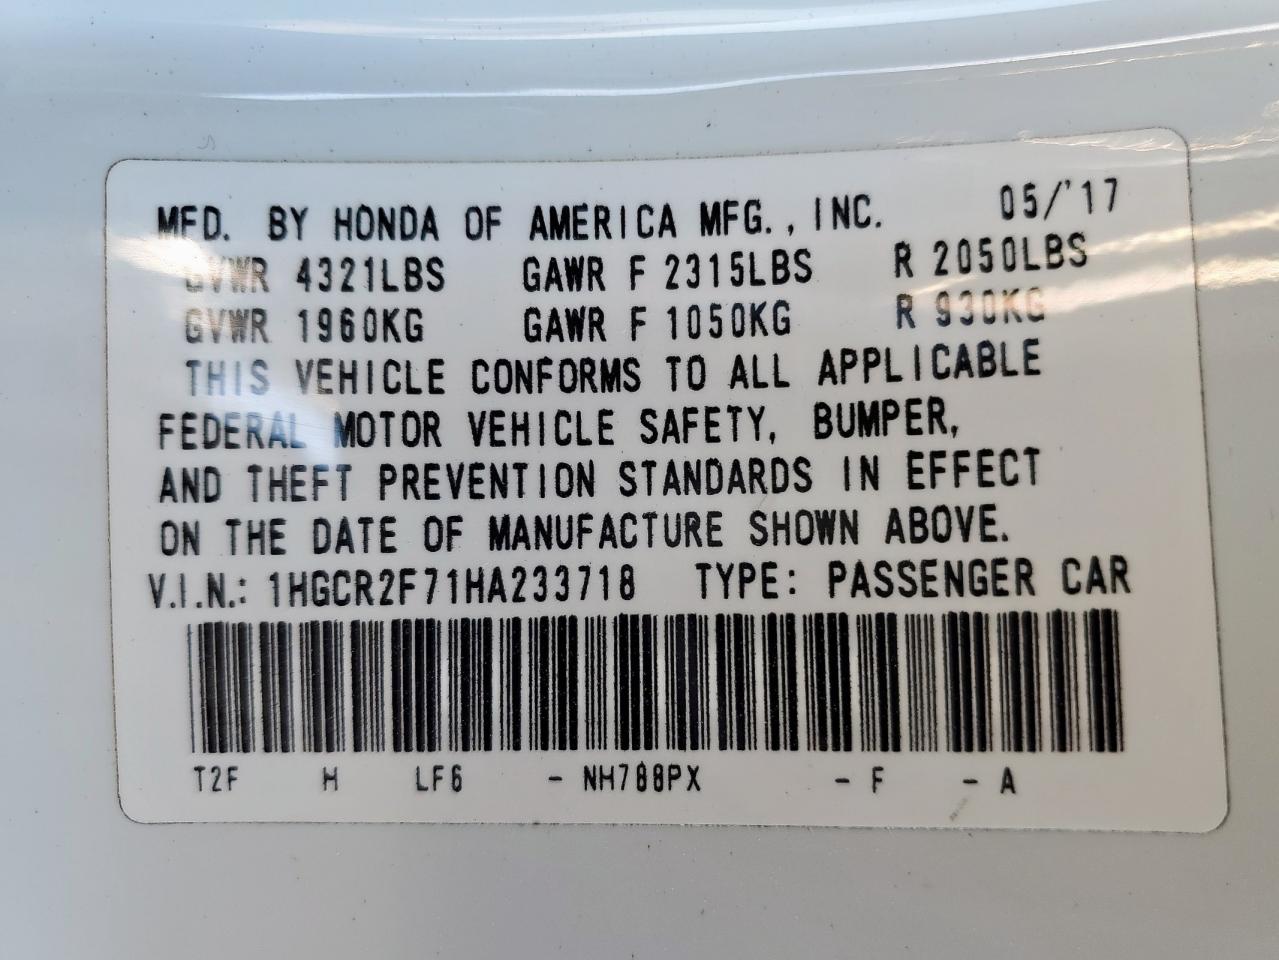 MFD. BY HONDA OF AMERICA MFG., INC. 05/'17
GVWR 4321LBS GAWR F 2315LBS R 2050LBS
GVWR 1960KG GAWR F 1050KG R 930KG
THIS VEHICLE CONFORMS TO ALL APPLICABLE
FEDERAL MOTOR VEHICLE SAFETY, BUMPER,
AND THEFT PREVENTION STANDARDS IN EFFECT
ON THE DATE OF MANUFACTURE SHOWN ABOVE.
V.I.N.: 1HGCR2F71HA233718 TYPE: PASSENGER CAR
T2F H LF6 - NH788PX - F - A